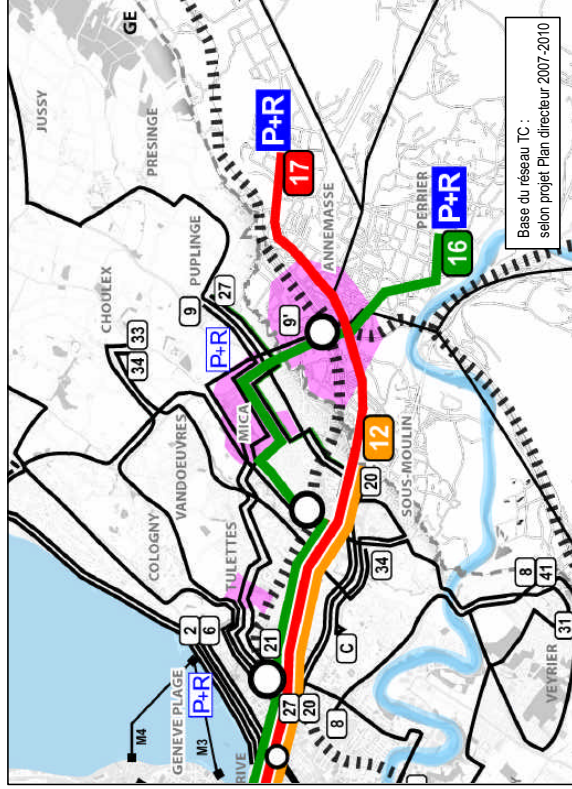 GE
JUSSY
PRESINGE
P+R
17
ANNEMASSE
PERRIER
P+R
16
Base du réseau TC :
selon projet Plan directeur 2007-2010
CHOULEX
PUPLINGE
9
27
33
34
P+R
9'
MICA
VANDOEUVRES
COLOGNY
TULETTES
12
20
SOUS-MOULIN
34
8
41
31
VEYRIER
2
6
21
C
GENEVE PLAGE
P+R
M4
M3
27
20
8
RIVE